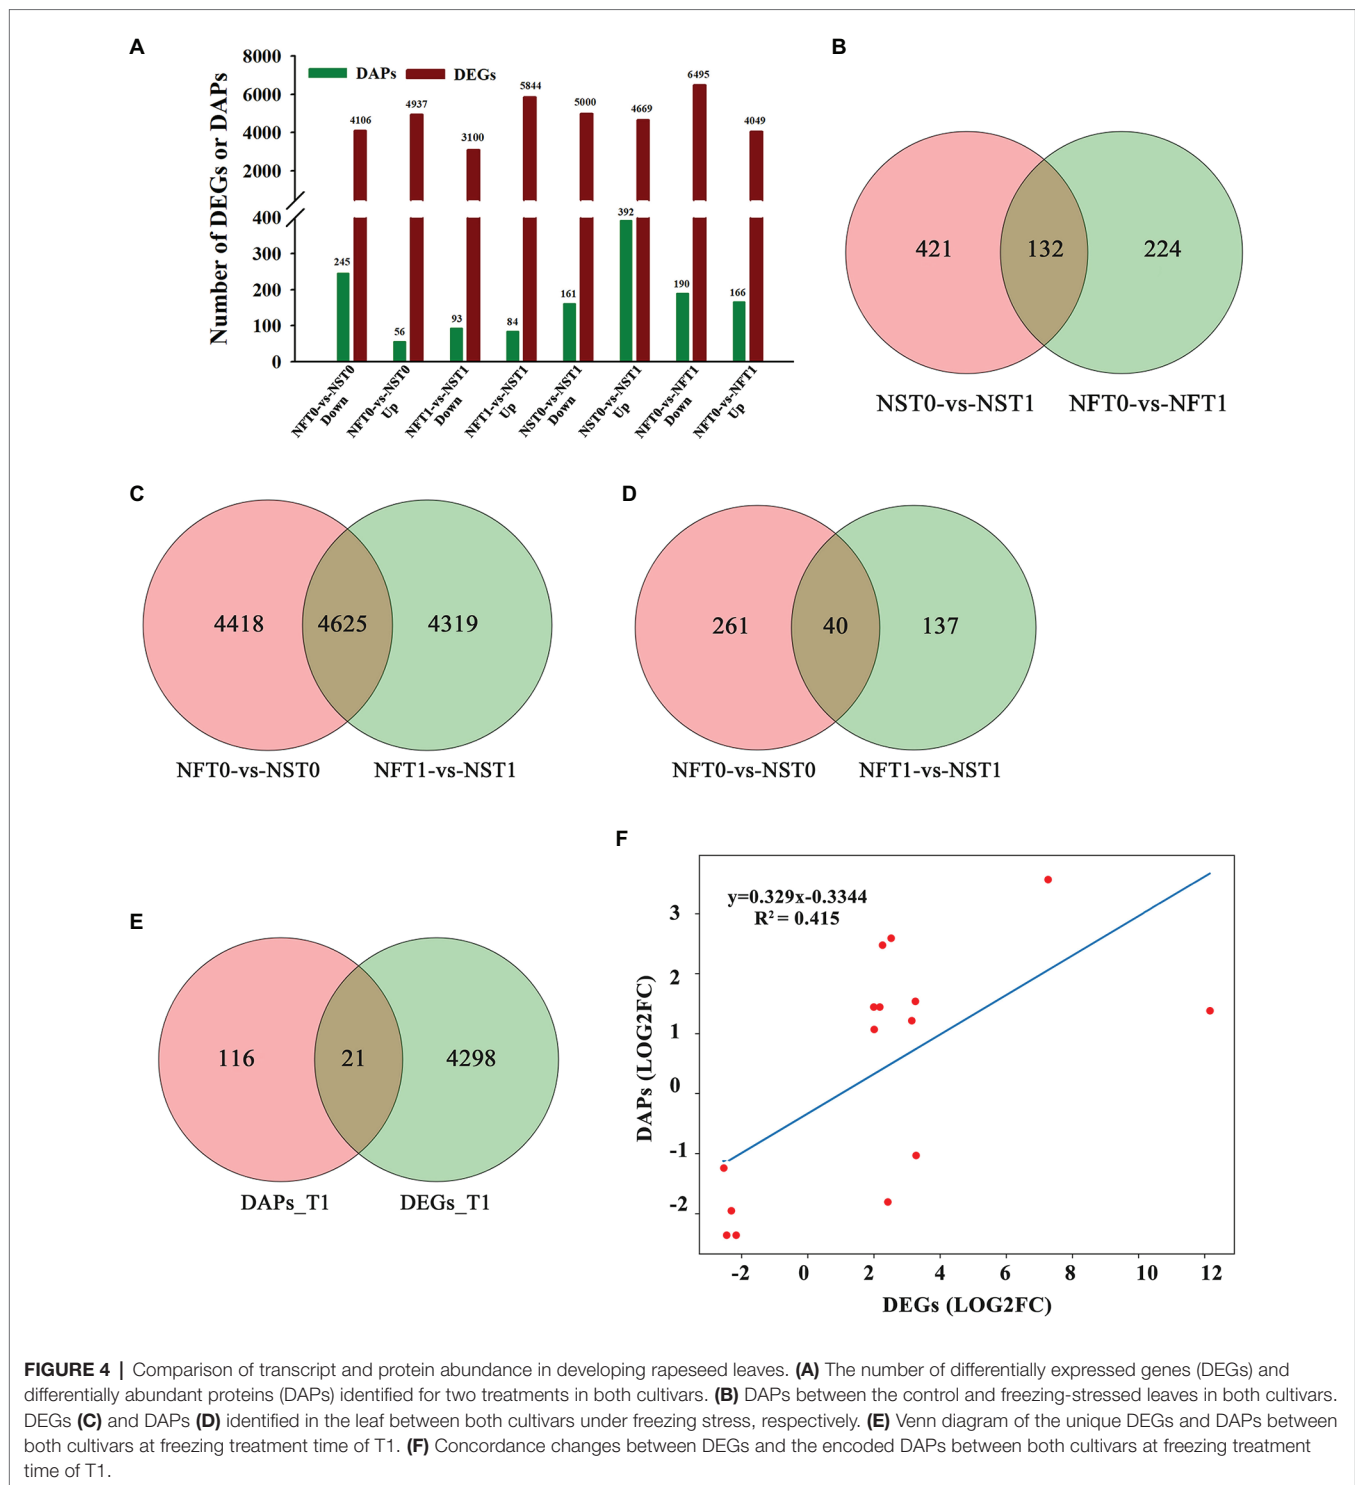 A
Number of DEGs or DAPs
8000
6000
4000
2000
400
300
200
100
0
DAPs
DEGs
245
4106
56
4937
93
3100
84
5844
161
5000
392
4669
190
6495
166
4049
NFT0-vs-NST0
Down
NFT0-vs-NST0
Up
NFT1-vs-NST1
Down
NFT1-vs-NST1
Up
NST0-vs-NST1
Down
NST0-vs-NST1
Up
NFT0-vs-NFT1
Down
NFT0-vs-NFT1
Up
B
421
132
224
NST0-vs-NST1
NFT0-vs-NFT1
C
4418
4625
4319
NFT0-vs-NST0
NFT1-vs-NST1
D
261
40
137
NFT0-vs-NST0
NFT1-vs-NST1
E
116
21
4298
DAPs_T1
DEGs_T1
F
y=0.329x-0.3344
R² = 0.415
DAPs (LOG2FC)
3
2
1
0
-1
-2
-2
0
2
4
6
8
10
12
DEGs (LOG2FC)
FIGURE 4 | Comparison of transcript and protein abundance in developing rapeseed leaves. (A) The number of differentially expressed genes (DEGs) and
differentially abundant proteins (DAPs) identified for two treatments in both cultivars. (B) DAPs between the control and freezing-stressed leaves in both cultivars.
DEGs (C) and DAPs (D) identified in the leaf between both cultivars under freezing stress, respectively. (E) Venn diagram of the unique DEGs and DAPs between
both cultivars at freezing treatment time of T1. (F) Concordance changes between DEGs and the encoded DAPs between both cultivars at freezing treatment
time of T1.